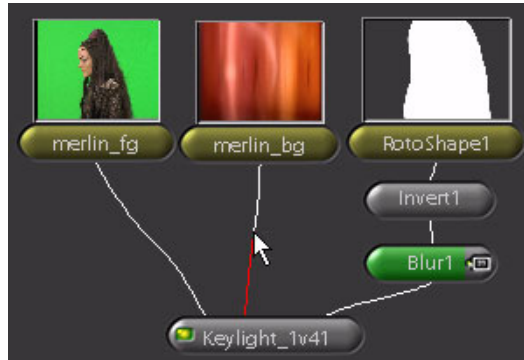 merlin_fg
merlin_bg
RotoShape1
Invert1
Blur1
Keylight_1v41